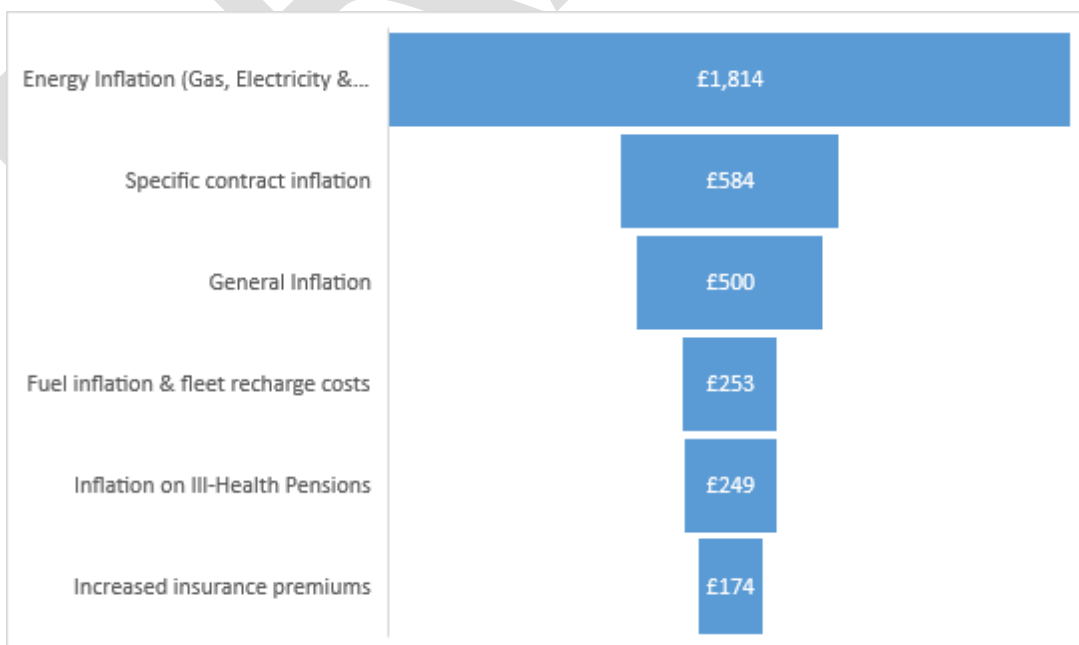 Energy Inflation (Gas, Electricity &...
£1,814
Specific contract inflation
£584
General Inflation
£500
Fuel inflation & fleet recharge costs
£253
Inflation on Ill-Health Pensions
£249
Increased insurance premiums
£174